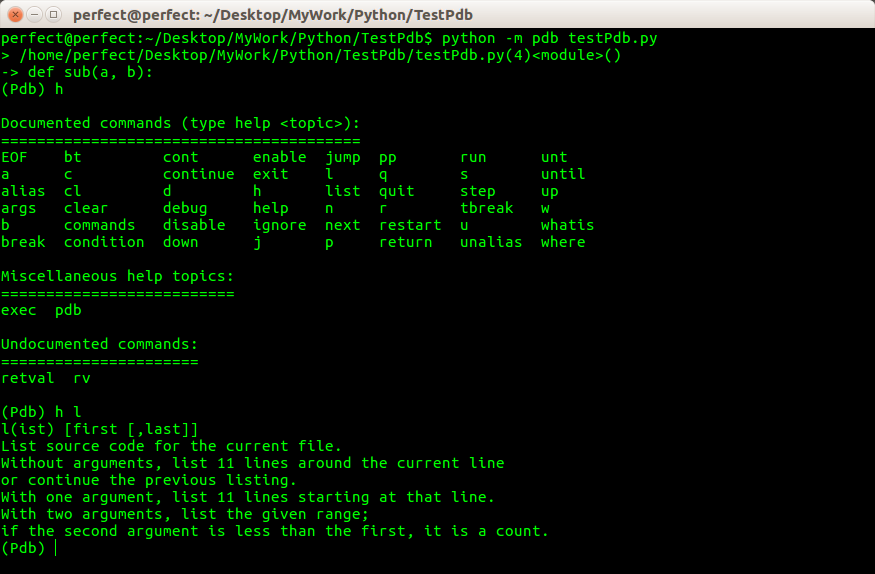 perfect@perfect: ~/Desktop/MyWork/Python/TestPdb
perfect@perfect:~/Desktop/MyWork/Python/TestPdb$ python -m pdb testPdb.py
> /home/perfect/Desktop/MyWork/Python/TestPdb/testPdb.py(4)<module>()
-> def sub(a, b):
(Pdb) h

Documented commands (type help <topic>):
========================================
EOF    bt         cont      enable  jump  pp       run      unt
a      c          continue  exit    l     q        s        until
alias  cl         d         h       list  quit     step     up
args   clear      debug     help    n     r        tbreak   w
b      commands   disable   ignore  next  restart  u        whatis
break  condition  down      j       p     return   unalias  where

Miscellaneous help topics:
==========================
exec  pdb

Undocumented commands:
======================
retval  rv

(Pdb) h l
l(ist) [first [,last]]
List source code for the current file.
Without arguments, list 11 lines around the current line
or continue the previous listing.
With one argument, list 11 lines starting at that line.
With two arguments, list the given range;
if the second argument is less than the first, it is a count.
(Pdb)